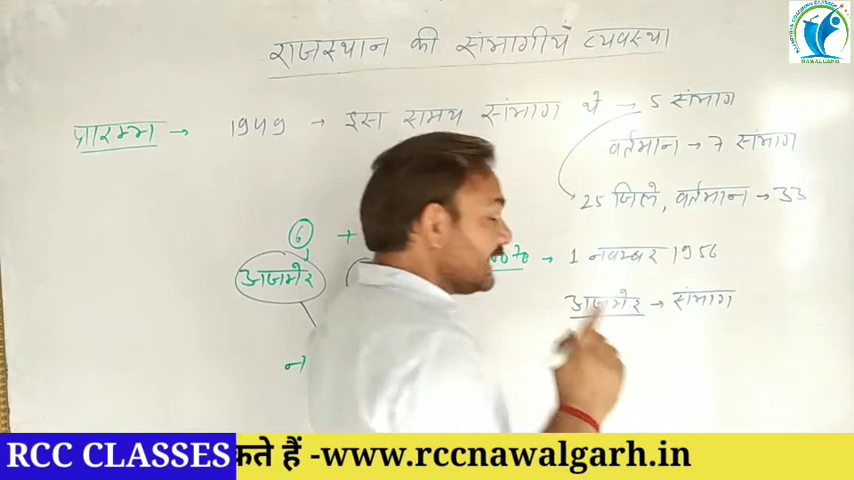 राजस्थान की संभागीय व्यवस्था
प्रारम्भ → 1949 → इस समय संभाग थे → 5 संभाग
वर्तमान → 7 संभाग
25 जिले, वर्तमान → 33
6 +
→ 1 नवम्बर 1956
अजमेर
अजमेर → संभाग
NAWALGARH
RCC CLASSES कते हैं -www.rccnawalgarh.in